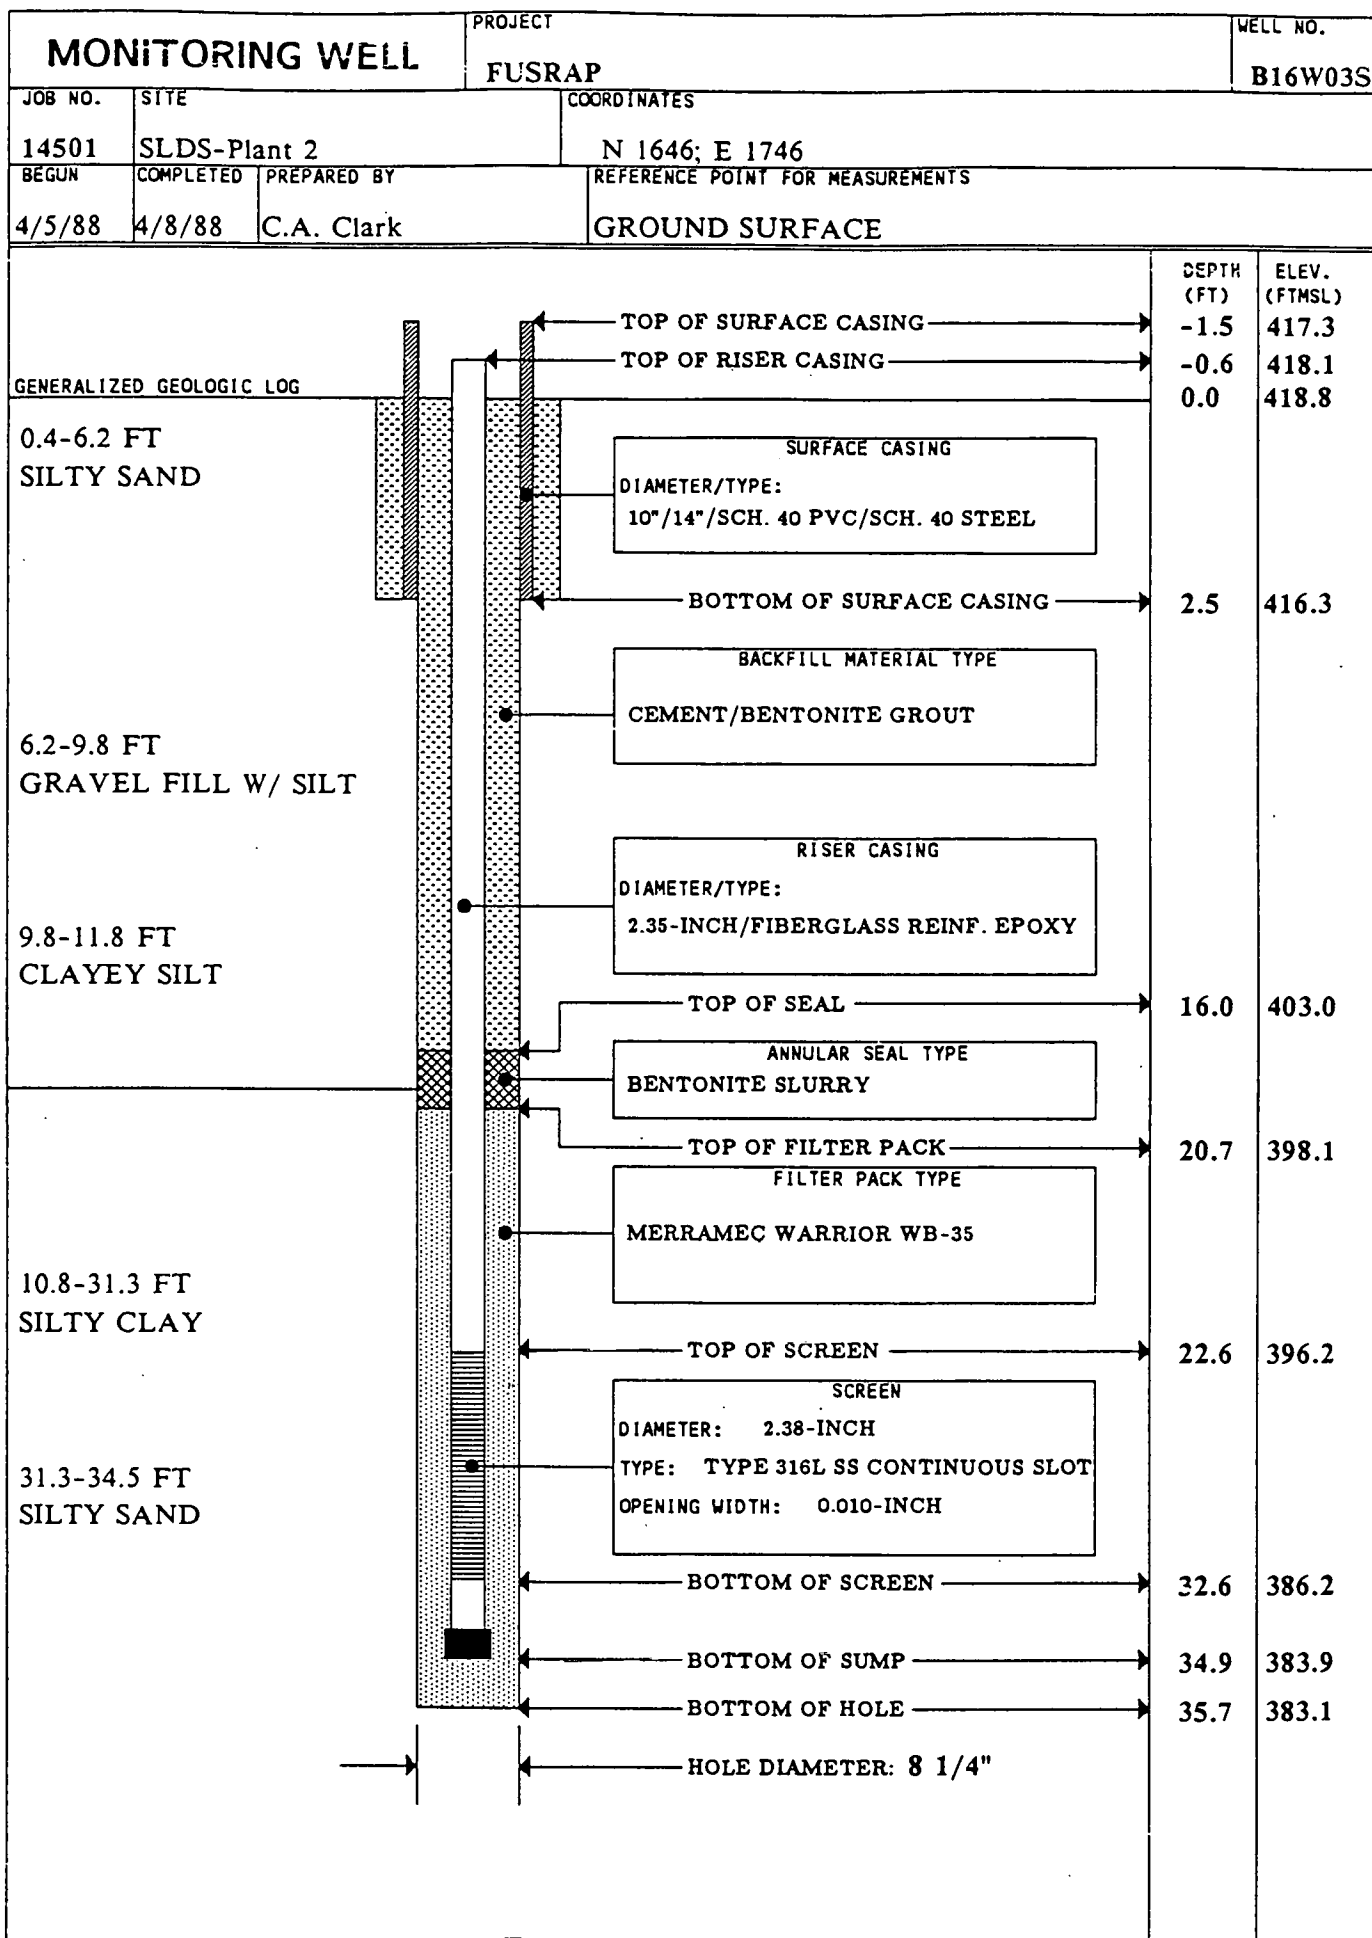 MONITORING WELL
PROJECT
FUSRAP
WELL NO.
B16W03S
JOB NO.
14501
SITE
SLDS-Plant 2
COORDINATES
N 1646; E 1746
BEGUN
4/5/88
COMPLETED
4/8/88
PREPARED BY
C.A. Clark
REFERENCE POINT FOR MEASUREMENTS
GROUND SURFACE
DEPTH (FT)
ELEV. (FTMSL)
TOP OF SURFACE CASING -1.5 417.3
TOP OF RISER CASING -0.6 418.1
GENERALIZED GEOLOGIC LOG 0.0 418.8
0.4-6.2 FT
SILTY SAND
SURFACE CASING
DIAMETER/TYPE:
10"/14"/SCH. 40 PVC/SCH. 40 STEEL
BOTTOM OF SURFACE CASING 2.5 416.3
BACKFILL MATERIAL TYPE
CEMENT/BENTONITE GROUT
6.2-9.8 FT
GRAVEL FILL W/ SILT
RISER CASING
DIAMETER/TYPE:
2.35-INCH/FIBERGLASS REINF. EPOXY
9.8-11.8 FT
CLAYEY SILT
TOP OF SEAL 16.0 403.0
ANNULAR SEAL TYPE
BENTONITE SLURRY
TOP OF FILTER PACK 20.7 398.1
FILTER PACK TYPE
MERRAMEC WARRIOR WB-35
10.8-31.3 FT
SILTY CLAY
TOP OF SCREEN 22.6 396.2
SCREEN
DIAMETER: 2.38-INCH
TYPE: TYPE 316L SS CONTINUOUS SLOT
OPENING WIDTH: 0.010-INCH
31.3-34.5 FT
SILTY SAND
BOTTOM OF SCREEN 32.6 386.2
BOTTOM OF SUMP 34.9 383.9
BOTTOM OF HOLE 35.7 383.1
HOLE DIAMETER: 8 1/4"